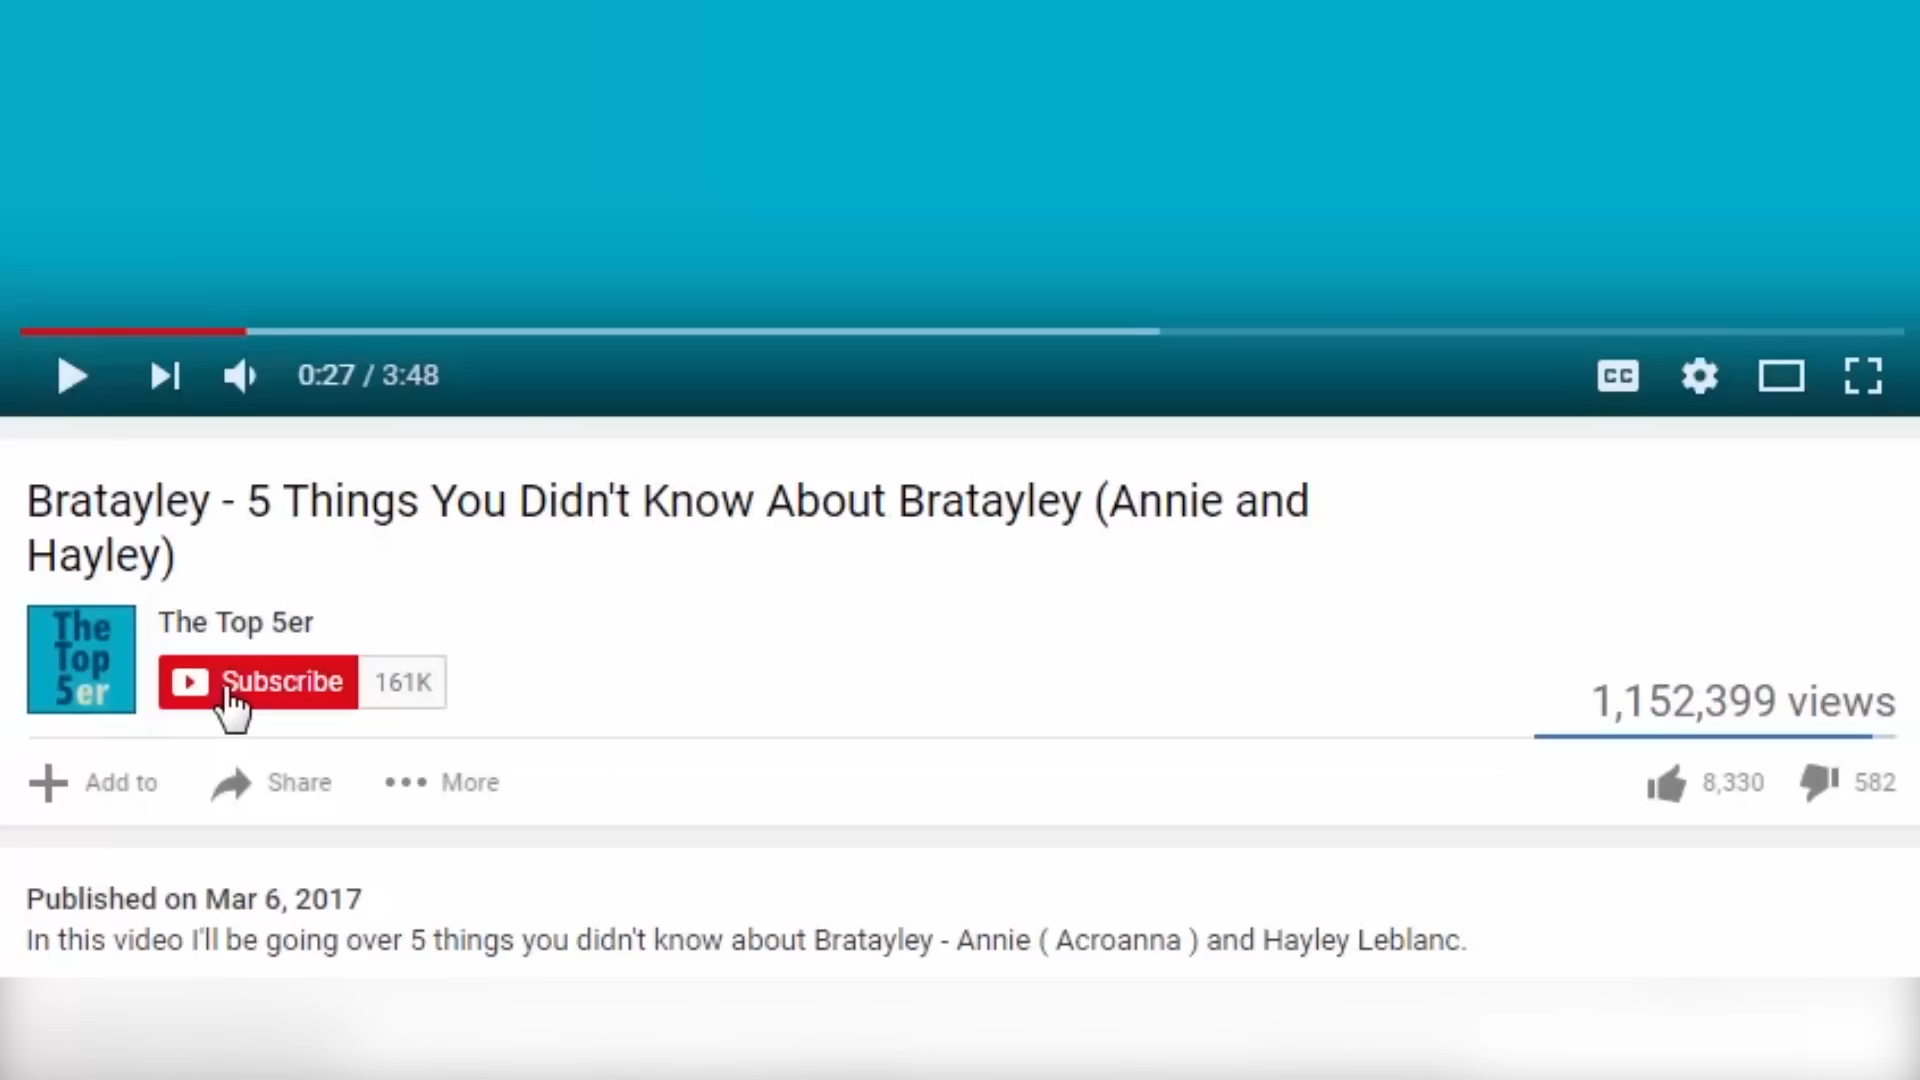 0:27 / 3:48
CC
Bratayley - 5 Things You Didn't Know About Bratayley (Annie and
Hayley)
The
Top
5er
The Top 5er
Subscribe 161K
1,152,399 views
Add to Share More
8,330 582
Published on Mar 6, 2017
In this video I'll be going over 5 things you didn't know about Bratayley - Annie ( Acroanna ) and Hayley Leblanc.